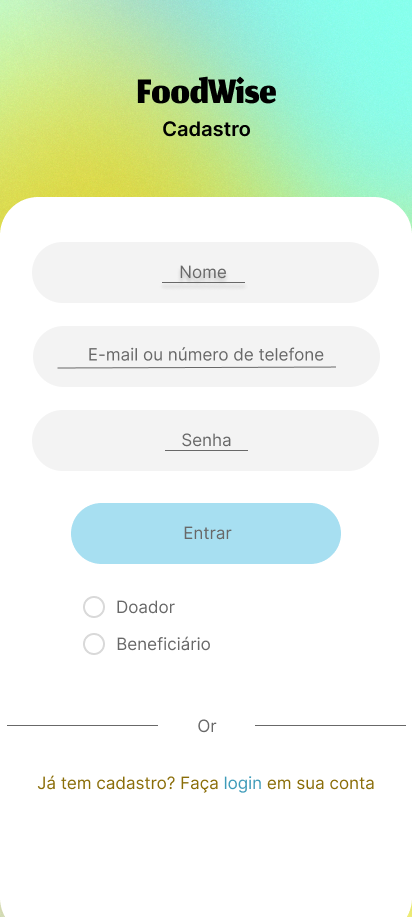 FoodWise
Cadastro
Nome
E-mail ou número de telefone
Senha
Entrar
Doador
Beneficiário
Or
Já tem cadastro? Faça login em sua conta